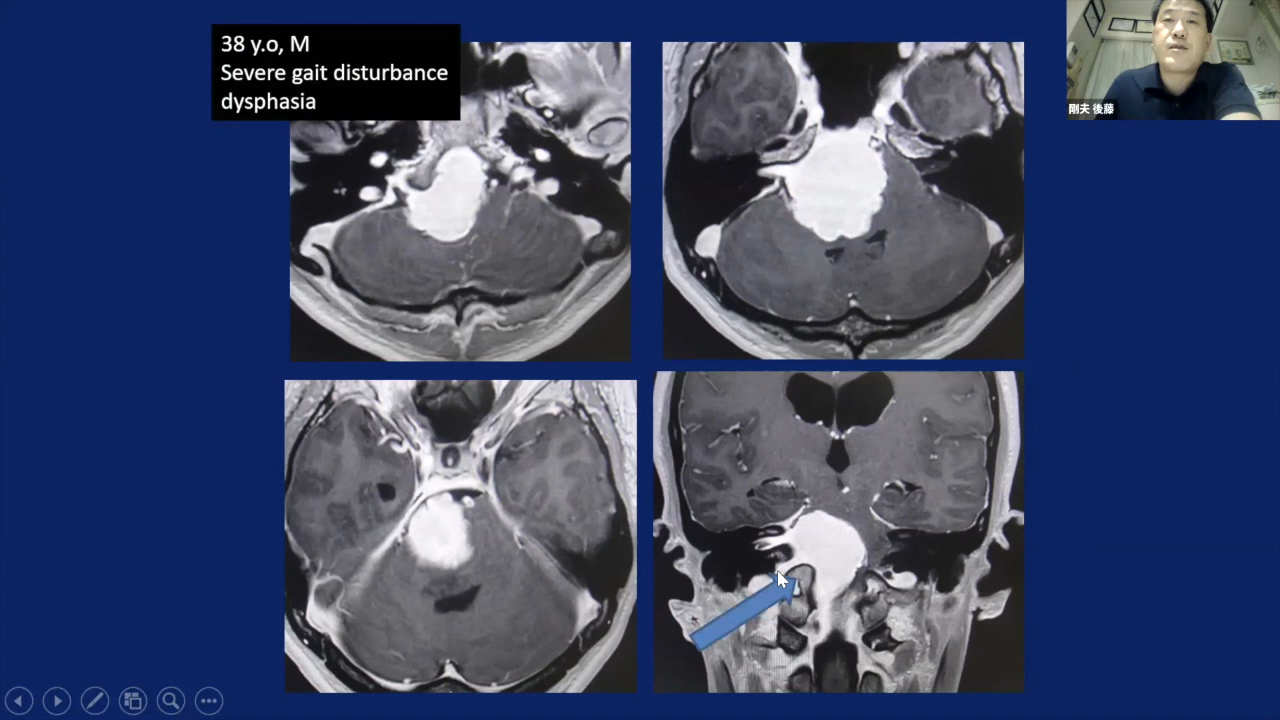 38 y.o, M
Severe gait disturbance
dysphasia
剛夫 後藤